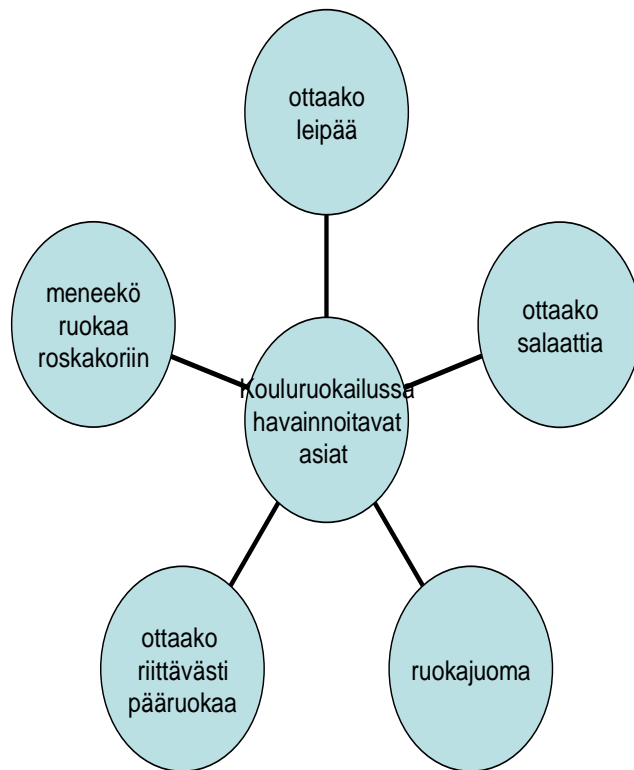 ottaako
leipää
ottaako
salaattia
meneekö
ruokaa
roskakoriin
Kouluruokailussa
havainnoitavat
asiat
ottaako
riittävästi
pääruokaa
ruokajuoma